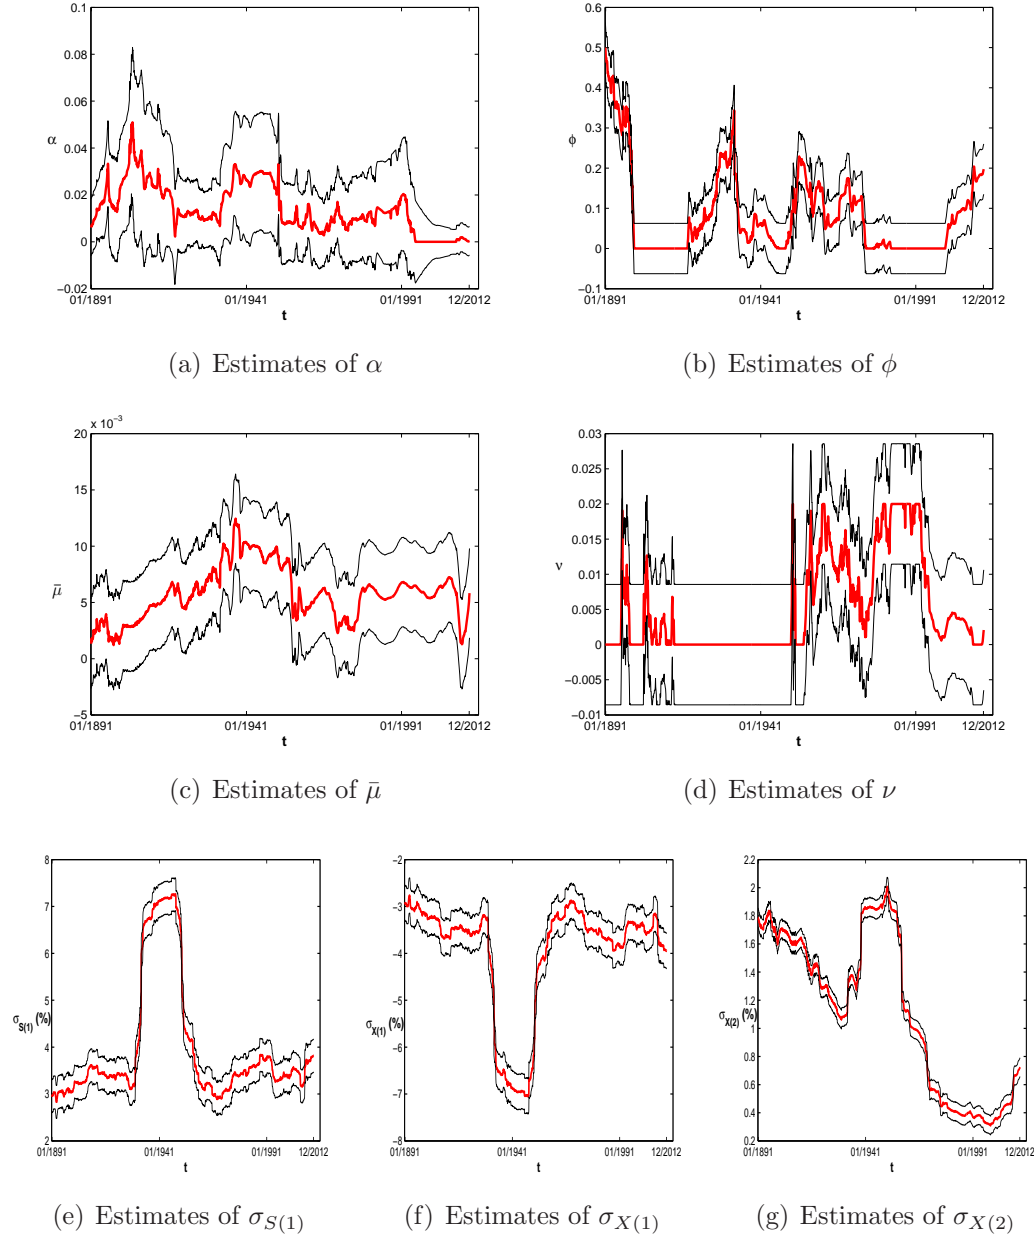 0.1
0.08
0.06
0.04
0.02
0
−0.02
α
01/1891 01/1941 01/1991 12/2012
t
(a) Estimates of α
0.6
0.5
0.4
0.3
0.2
0.1
0
−0.1
ϕ
01/1891 01/1941 01/1991 12/2012
t
(b) Estimates of ϕ
x 10⁻³
20
15
10
5
0
−5
μ̄
01/1891 01/1941 01/1991 12/2012
t
(c) Estimates of μ̄
0.03
0.025
0.02
0.015
0.01
0.005
0
−0.005
−0.01
ν
01/1891 01/1941 01/1991 12/2012
t
(d) Estimates of ν
8
7
6
5
4
3
2
σS(1) (%)
01/1891 01/1941 01/1991 12/2012
t
(e) Estimates of σS(1)
−2
−3
−4
−5
−6
−7
−8
σX(1) (%)
01/1891 01/1941 01/1991 12/2012
t
(f) Estimates of σX(1)
2.2
2
1.8
1.6
1.4
1.2
1
0.8
0.6
0.4
0.2
σX(2) (%)
01/1891 01/1941 01/1991 12/2012
t
(g) Estimates of σX(2)